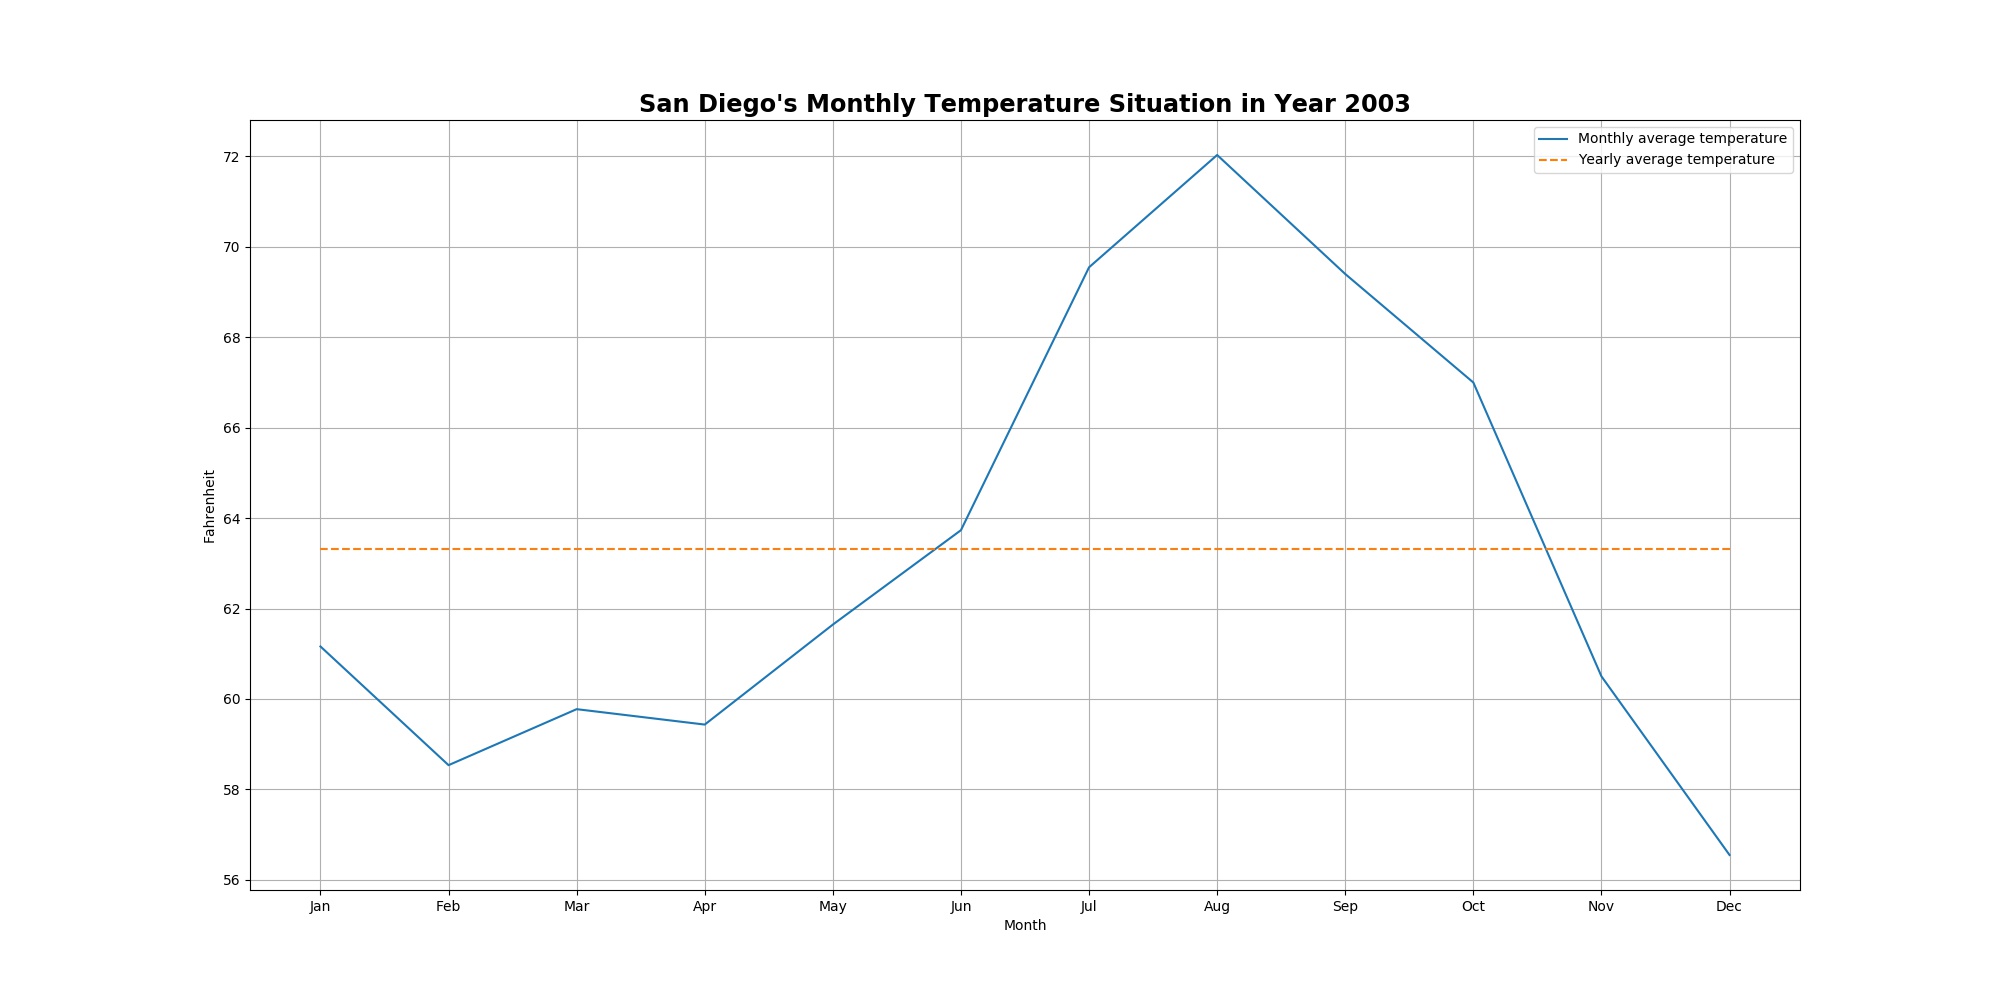 San Diego's Monthly Temperature Situation in Year 2003
Monthly average temperature
Yearly average temperature
72
70
68
66
64
62
60
58
56
Fahrenheit
Jan Feb Mar Apr May Jun Jul Aug Sep Oct Nov Dec
Month